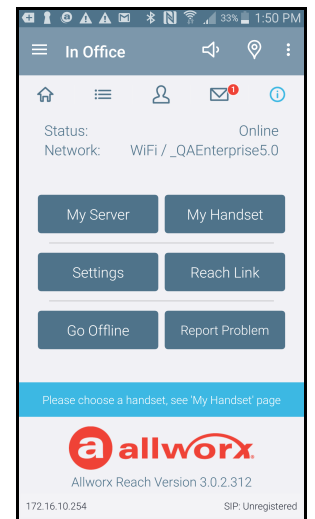 33% 1:50 PM
In Office
1
Status: Online
Network: WiFi / _QAEnterprise5.0
My Server My Handset
Settings Reach Link
Go Offline Report Problem
Please choose a handset, see 'My Handset' page
a allworx
Allworx Reach Version 3.0.2.312
172.16.10.254 SIP: Unregistered